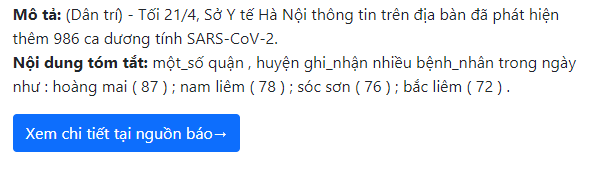 Mô tả: (Dân trí) - Tối 21/4, Sở Y tế Hà Nội thông tin trên địa bàn đã phát hiện
thêm 986 ca dương tính SARS-CoV-2.
Nội dung tóm tắt: một_số quận , huyện ghi_nhận nhiều bệnh_nhân trong ngày
như : hoàng mai ( 87 ) ; nam liêm ( 78 ) ; sóc sơn ( 76 ) ; bắc liêm ( 72 ) .
Xem chi tiết tại nguồn báo→